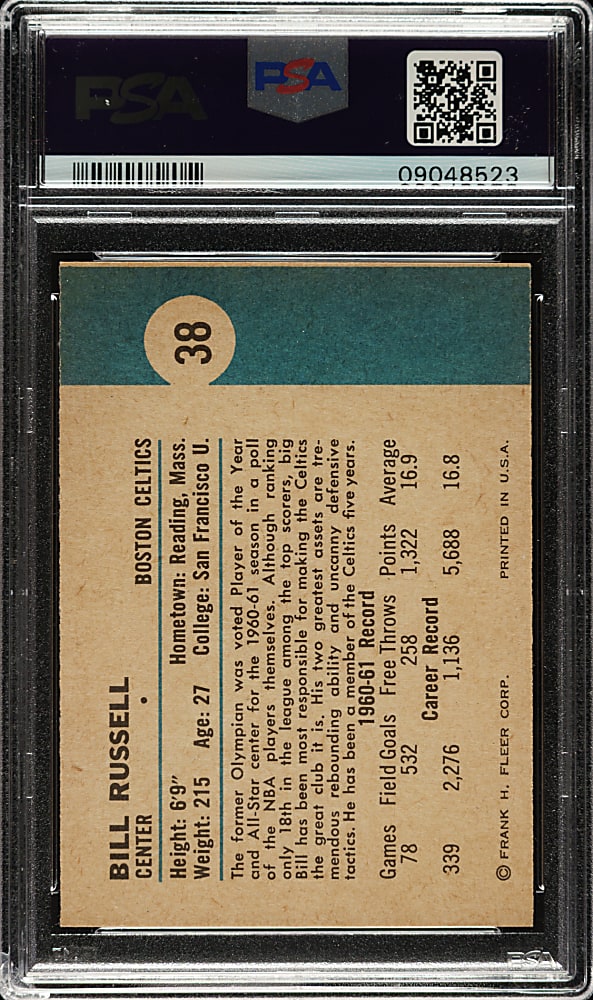 PSA
PSA
09048523
38
BILL RUSSELL
CENTER • BOSTON CELTICS
Height: 6'9" Hometown: Reading, Mass.
Weight: 215 Age: 27 College: San Francisco U.
The former Olympian was voted Player of the Year
and All-Star center for the 1960-61 season in a poll
of the NBA players themselves. Although ranking
only 18th in the league among the top scorers, big
Bill has been most responsible for making the Celtics
the great club it is. His two greatest assets are tre-
mendous rebounding ability and uncanny defensive
tactics. He has been a member of the Celtics five years.
1960-61 Record
Games Field Goals Free Throws Points Average
78 532 258 1,322 16.9
Career Record
339 2,276 1,136 5,688 16.8
© FRANK H. FLEER CORP. PRINTED IN U.S.A.
PSA